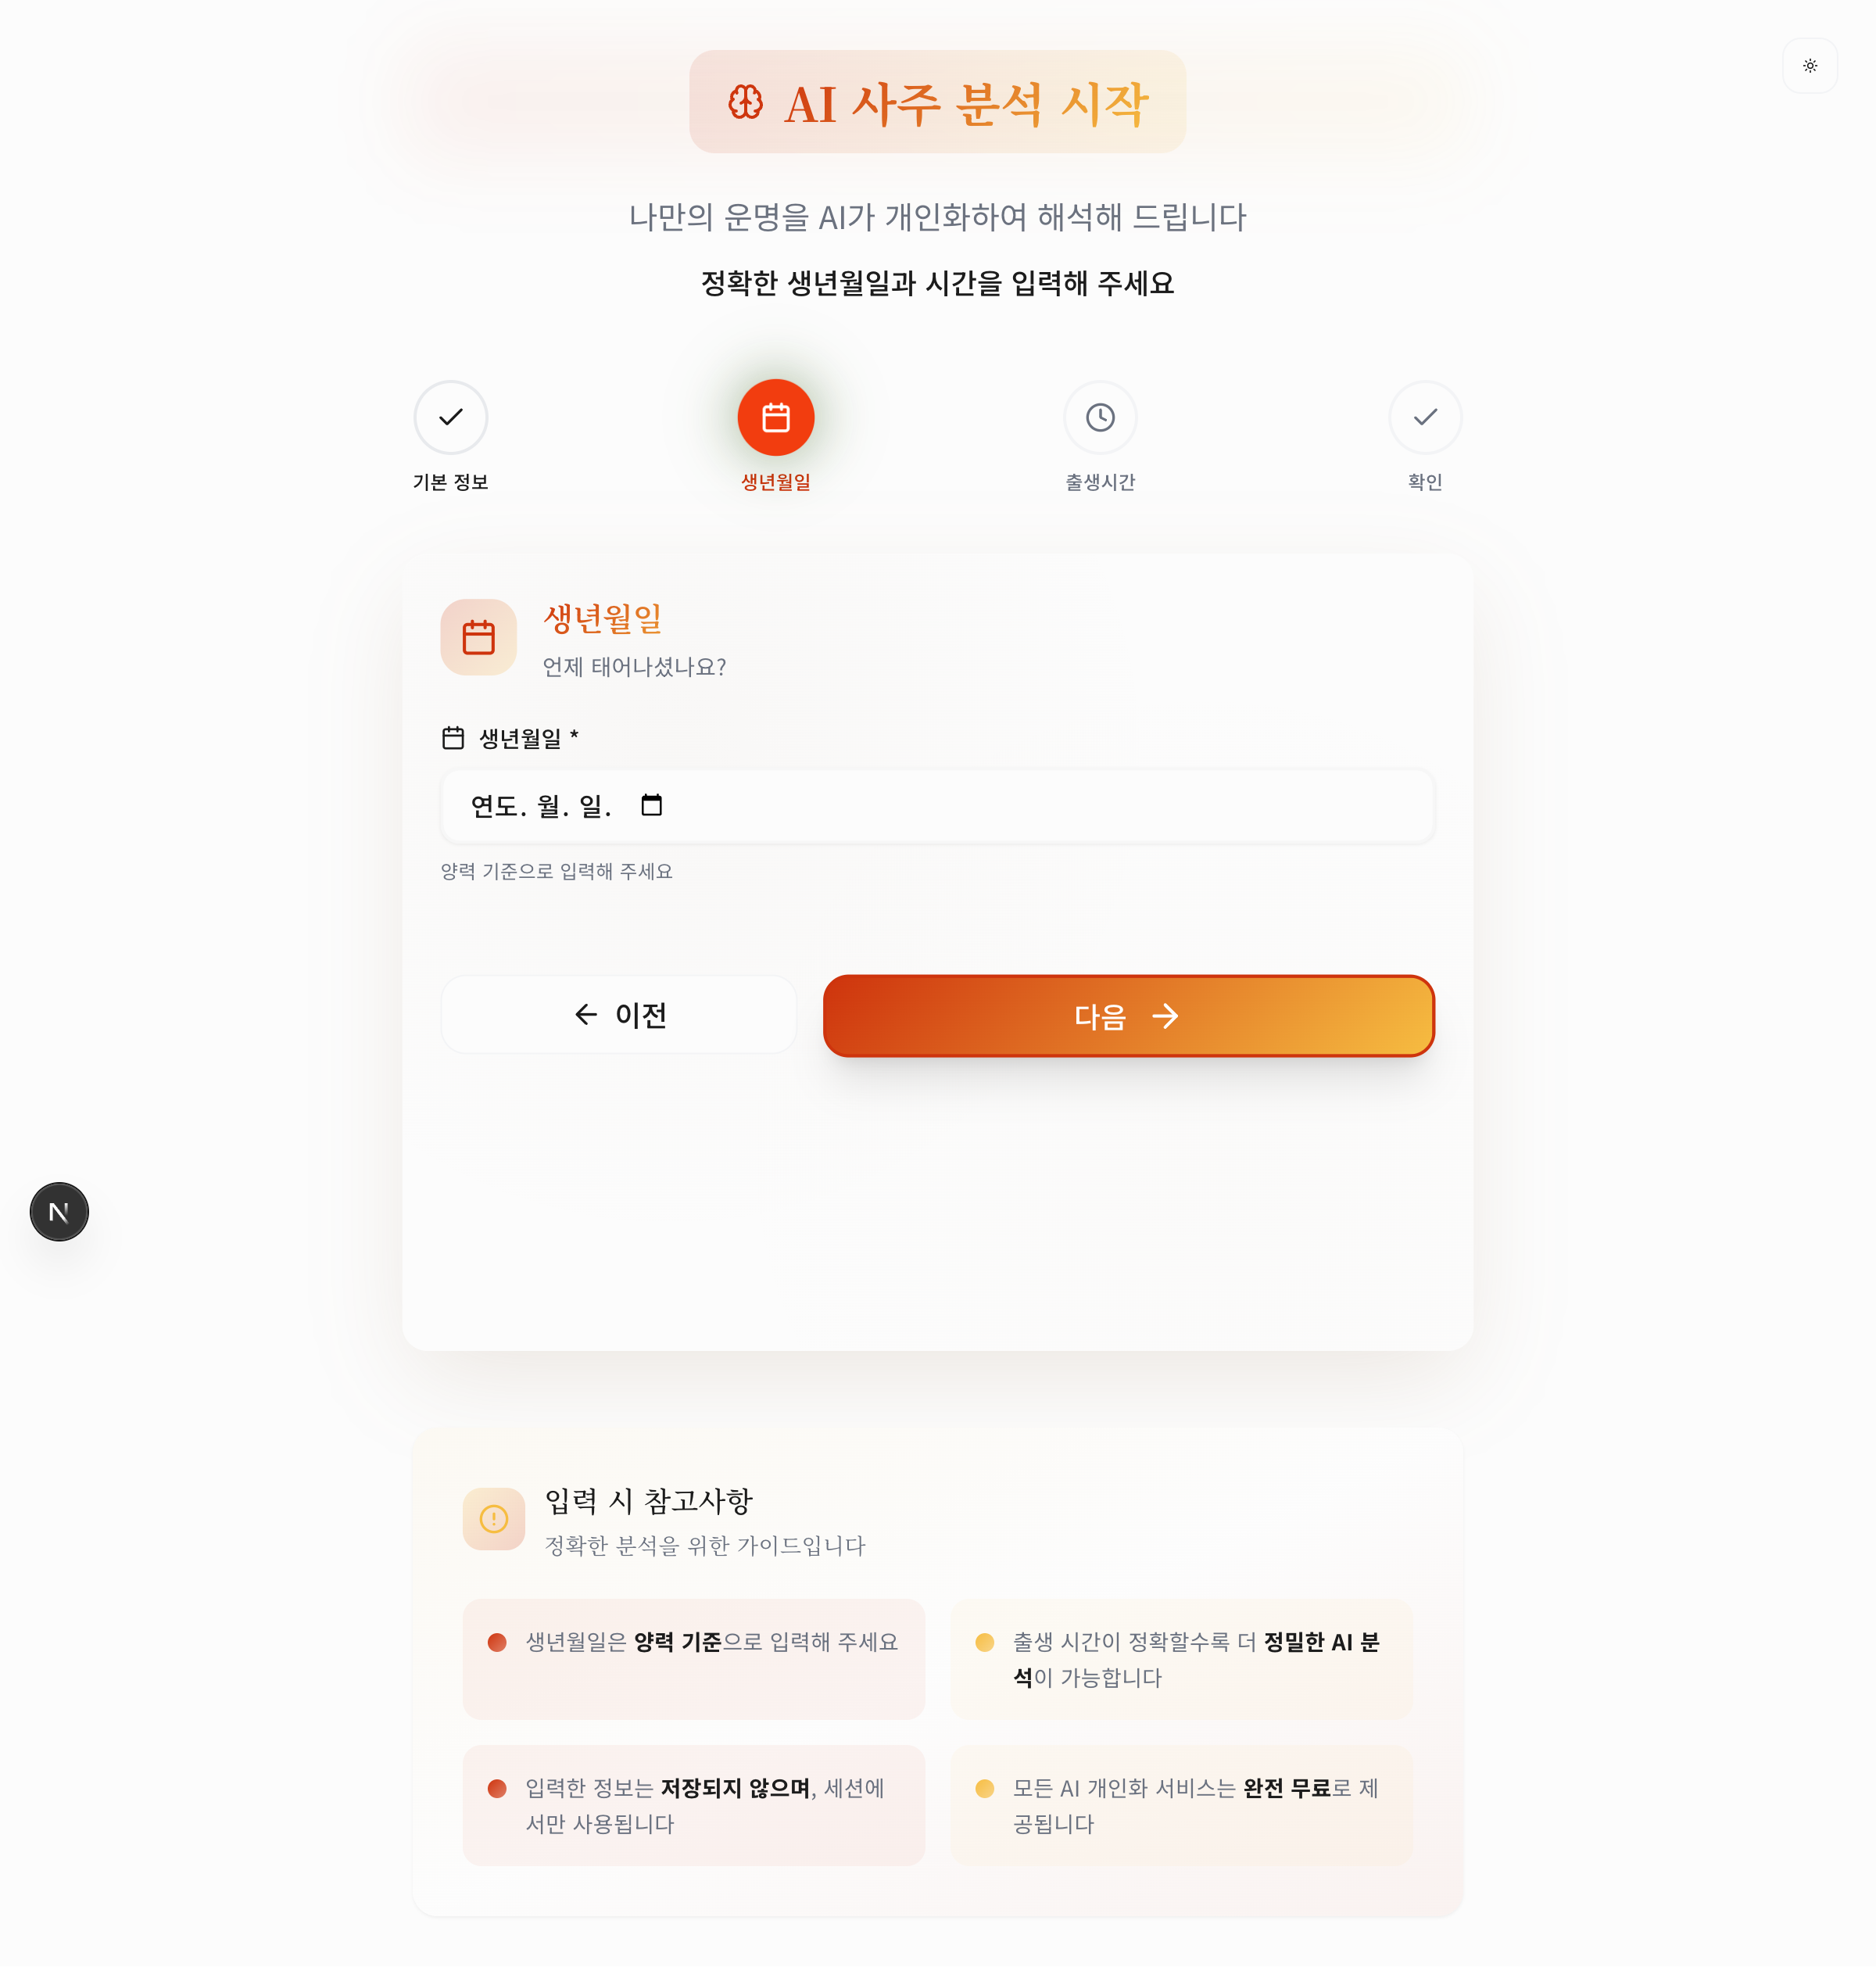 AI 사주 분석 시작
나만의 운명을 AI가 개인화하여 해석해 드립니다
정확한 생년월일과 시간을 입력해 주세요
기본 정보
생년월일
출생시간
확인
생년월일
언제 태어나셨나요?
생년월일 *
연도. 월. 일.
양력 기준으로 입력해 주세요
이전
다음
N
입력 시 참고사항
정확한 분석을 위한 가이드입니다
생년월일은 양력 기준으로 입력해 주세요
출생 시간이 정확할수록 더 정밀한 AI 분
석이 가능합니다
입력한 정보는 저장되지 않으며, 세션에
서만 사용됩니다
모든 AI 개인화 서비스는 완전 무료로 제
공됩니다